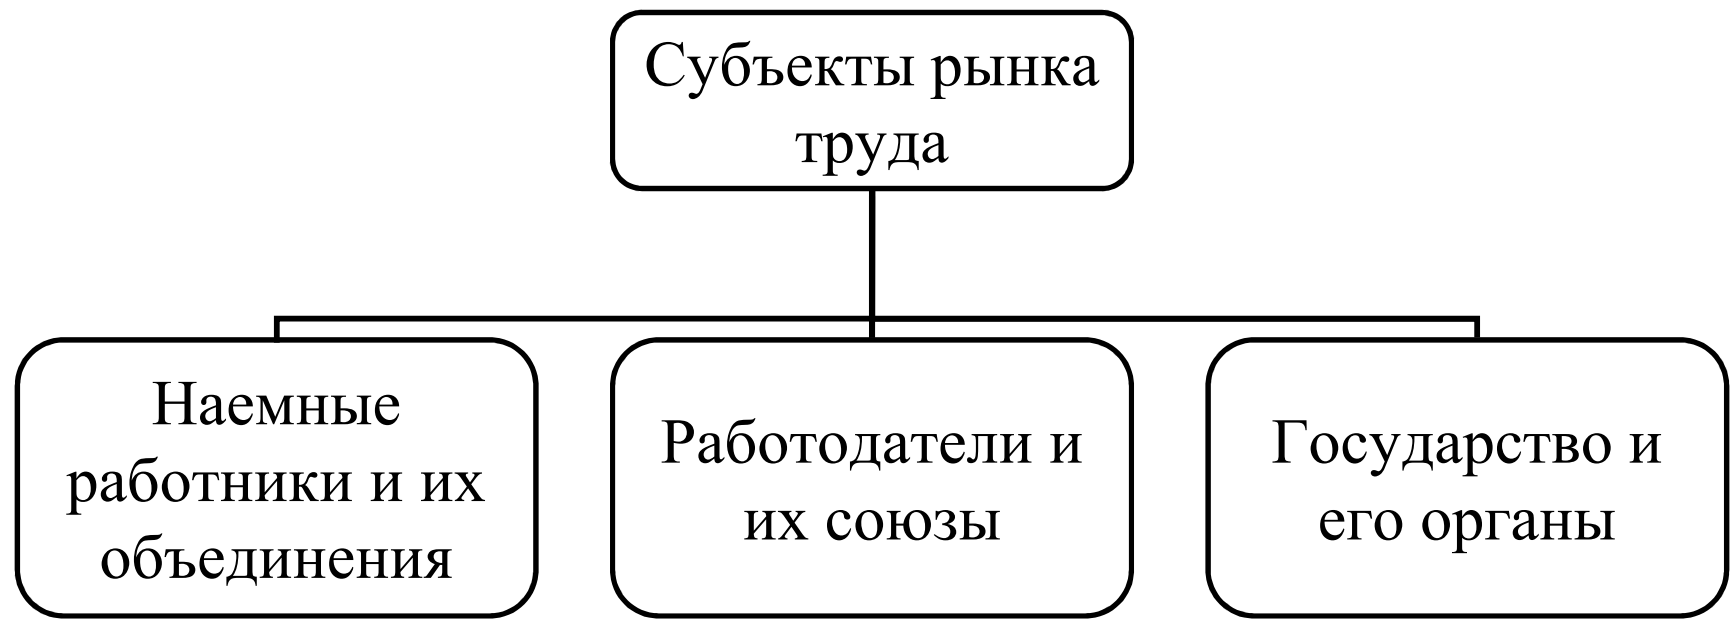 Субъекты рынка
труда
Наемные
работники и их
объединения
Работодатели и
их союзы
Государство и
его органы